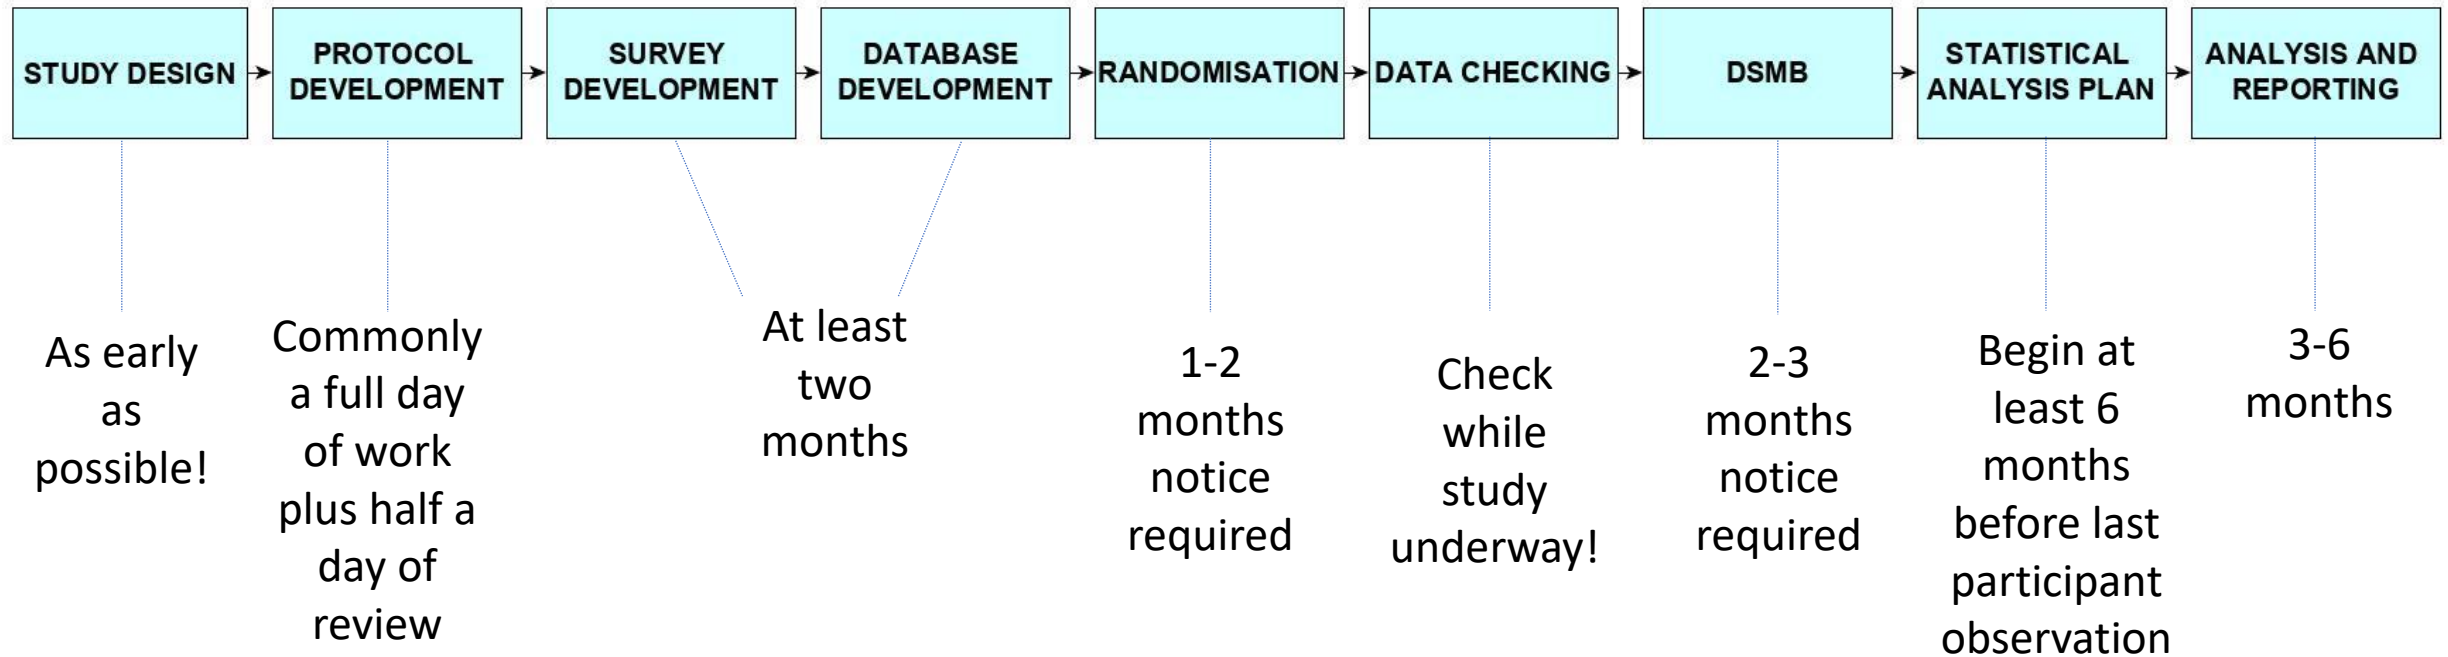 STUDY DESIGN
PROTOCOL
DEVELOPMENT
SURVEY
DEVELOPMENT
DATABASE
DEVELOPMENT
RANDOMISATION
DATA CHECKING
DSMB
STATISTICAL
ANALYSIS PLAN
ANALYSIS AND
REPORTING
As early
as
possible!
Commonly
a full day
of work
plus half a
day of
review
At least
two
months
1-2
months
notice
required
Check
while
study
underway!
2-3
months
notice
required
Begin at
least 6
months
before last
participant
observation
3-6
months